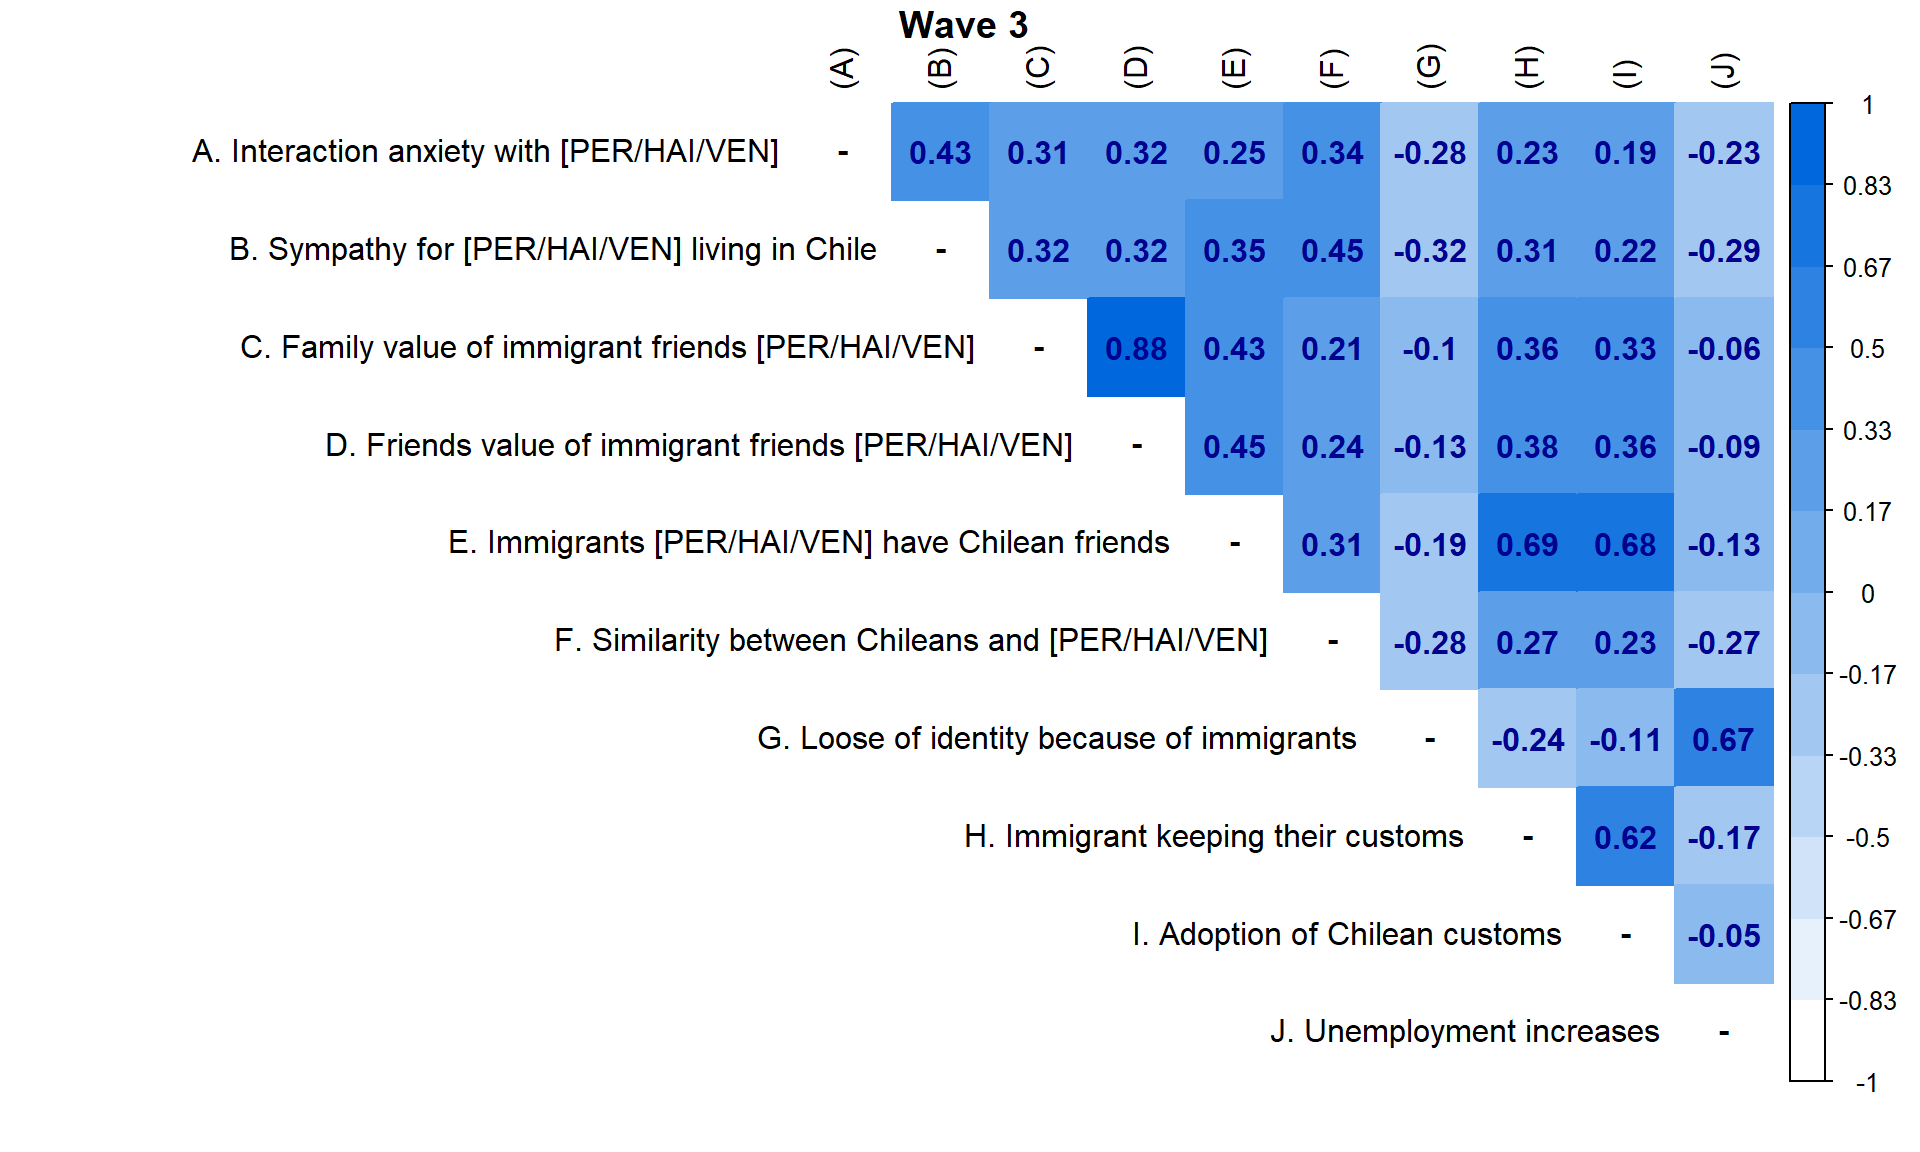 Wave 3
(A) (B) (C) (D) (E) (F) (G) (H) (I) (J)
A. Interaction anxiety with [PER/HAI/VEN] - 0.43 0.31 0.32 0.25 0.34 -0.28 0.23 0.19 -0.23
B. Sympathy for [PER/HAI/VEN] living in Chile - 0.32 0.32 0.35 0.45 -0.32 0.31 0.22 -0.29
C. Family value of immigrant friends [PER/HAI/VEN] - 0.88 0.43 0.21 -0.1 0.36 0.33 -0.06
D. Friends value of immigrant friends [PER/HAI/VEN] - 0.45 0.24 -0.13 0.38 0.36 -0.09
E. Immigrants [PER/HAI/VEN] have Chilean friends - 0.31 -0.19 0.69 0.68 -0.13
F. Similarity between Chileans and [PER/HAI/VEN] - -0.28 0.27 0.23 -0.27
G. Loose of identity because of immigrants - -0.24 -0.11 0.67
H. Immigrant keeping their customs - 0.62 -0.17
I. Adoption of Chilean customs - -0.05
J. Unemployment increases -
1
0.83
0.67
0.5
0.33
0.17
0
-0.17
-0.33
-0.5
-0.67
-0.83
-1